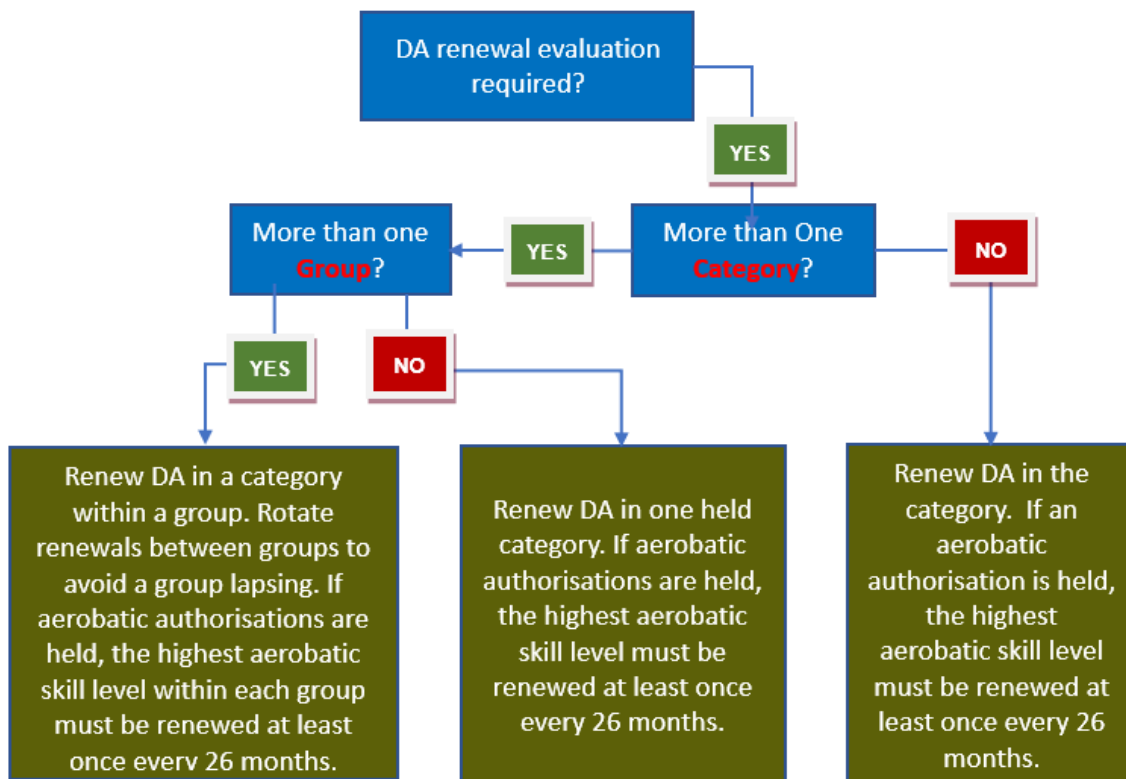 DA renewal evaluation
required?
YES
More than one
Group?
YES
More than One
Category?
NO
YES
NO
Renew DA in a category
within a group. Rotate
renewals between groups to
avoid a group lapsing. If
aerobatic authorisations are
held, the highest aerobatic
skill level within each group
must be renewed at least
once every 26 months.
Renew DA in one held
category. If aerobatic
authorisations are held,
the highest aerobatic
skill level must be
renewed at least once
every 26 months.
Renew DA in the
category. If an
aerobatic
authorisation is held,
the highest
aerobatic skill level
must be renewed at
least once every 26
months.